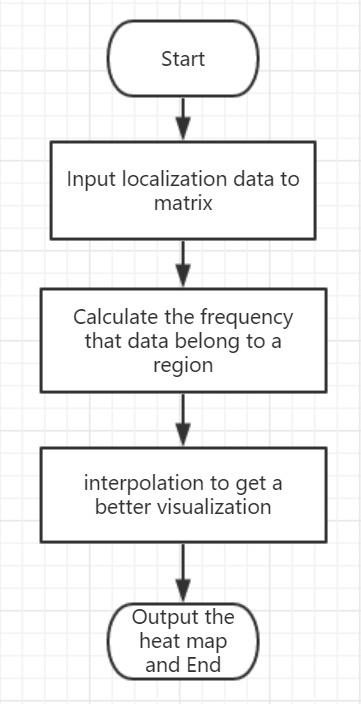 Start
Input localization data to
matrix
Calculate the frequency
that data belong to a
region
interpolation to get a
better visualization
Output the
heat map
and End